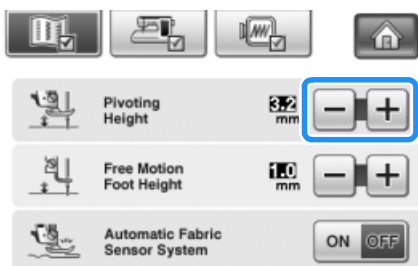 Pivoting
Height
3.2
mm
Free Motion
Foot Height
1.0
mm
Automatic Fabric
Sensor System
ON OFF